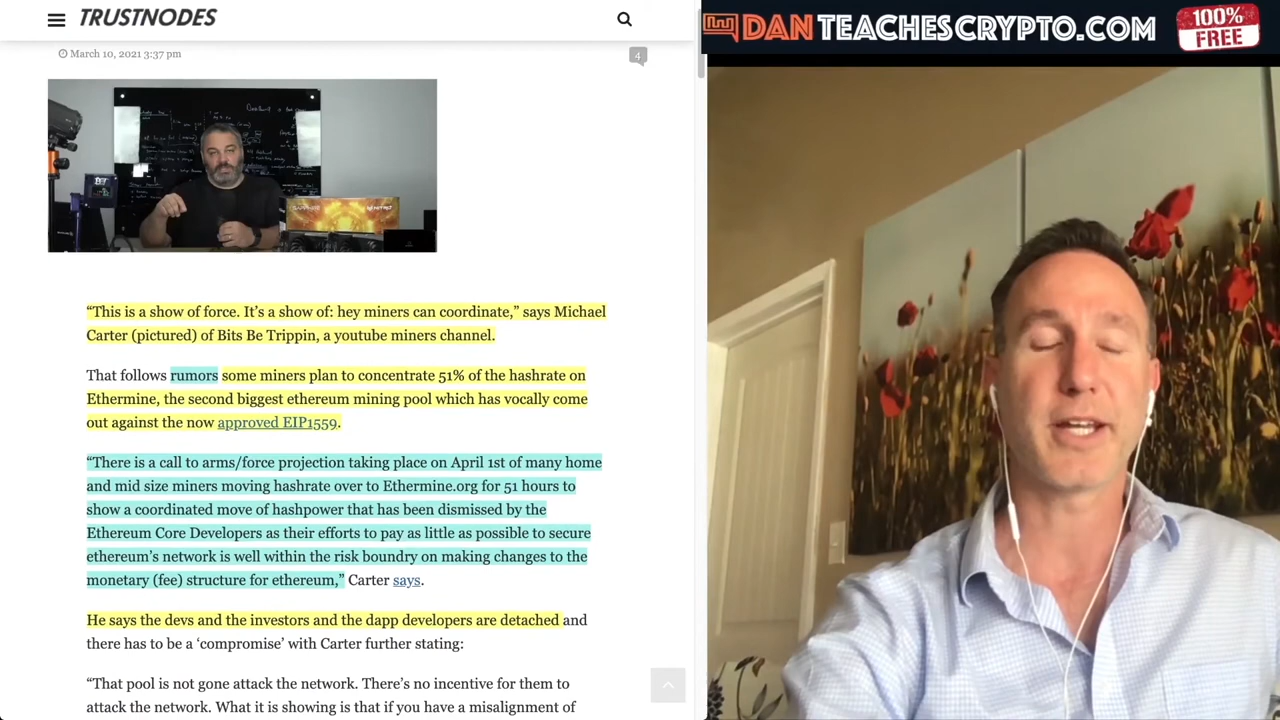 TRUSTNODES
March 10, 2021 3:37 pm
4
“This is a show of force. It’s a show of: hey miners can coordinate,” says Michael
Carter (pictured) of Bits Be Trippin, a youtube miners channel.
That follows rumors some miners plan to concentrate 51% of the hashrate on
Ethermine, the second biggest ethereum mining pool which has vocally come
out against the now approved EIP1559.
“There is a call to arms/force projection taking place on April 1st of many home
and mid size miners moving hashrate over to Ethermine.org for 51 hours to
show a coordinated move of hashpower that has been dismissed by the
Ethereum Core Developers as their efforts to pay as little as possible to secure
ethereum’s network is well within the risk boundry on making changes to the
monetary (fee) structure for ethereum,” Carter says.
He says the devs and the investors and the dapp developers are detached and
there has to be a ‘compromise’ with Carter further stating:
“That pool is not gone attack the network. There’s no incentive for them to
attack the network. What it is showing is that if you have a misalignment of
DANTEACHESCRYPTO.COM
100%
FREE